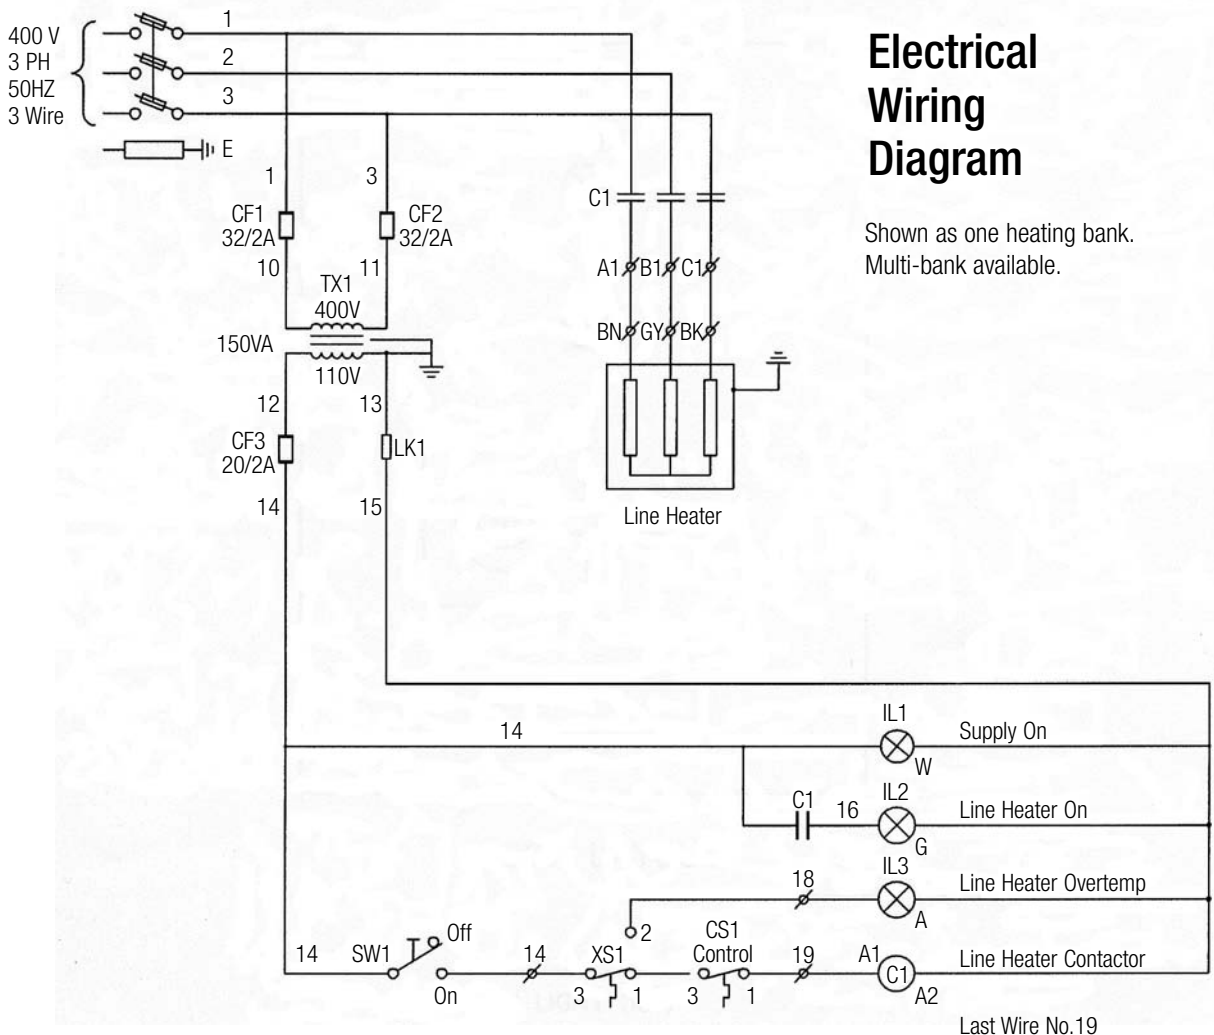 400 V
3 PH
50HZ
3 Wire
1
2
3
E
Electrical
Wiring
Diagram
Shown as one heating bank.
Multi-bank available.
1
3
CF1
32/2A
CF2
32/2A
10
11
TX1
400V
150VA
110V
C1
A1
B1
C1
BN
GY
BK
Line Heater
12
13
CF3
20/2A
LK1
14
15
14
IL1
Supply On
W
C1
16
IL2
Line Heater On
G
18
IL3
Line Heater Overtemp
A
14
SW1
Off
On
14
XS1
2
3
1
CS1
Control
3
1
19
A1
C1
A2
Line Heater Contactor
Last Wire No.19